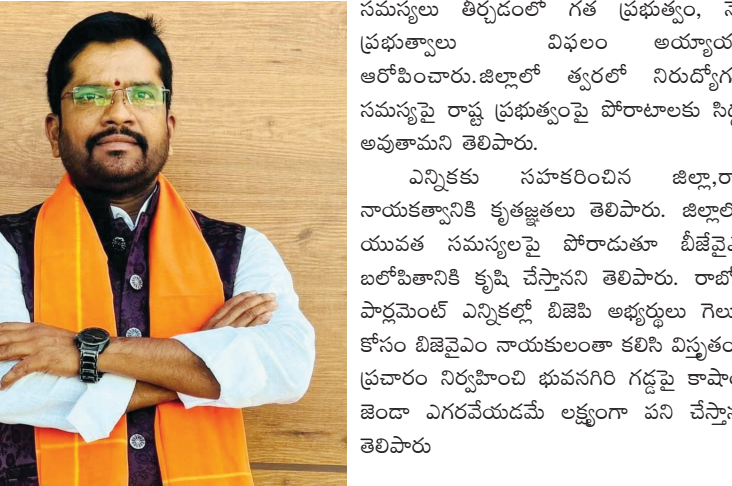 సమస్యలు తీర్చడంలో గత ప్రభుత్వం,
ప్రభుత్వాలు విఫలం
ఆరోపించారు.జిల్లాలో త్వరలో
సమస్యపై రాష్ట ప్రభుత్వంపై పోరాటాలకు
అవుతామని తెలిపారు.
ఎన్నికకు సహకరించిన జిల్లా,
నాయకత్వానికి కృతజ్ఞతలు తెలిపారు.
యువత సమస్యలపై పోరాడుతూ
బలోపితానికి కృషి చేస్తానని తెలిపారు.
పార్లమెంట్ ఎన్నికల్లో బిజెపి అభ్యర్థులు
కోసం బిజెవైఎం నాయకులంతా కలిసి
ప్రచారం నిర్వహించి భువనగిరి గడ్డపై
జెండా ఎగరవేయడమే లక్ష్యంగా పని
తెలిపారు